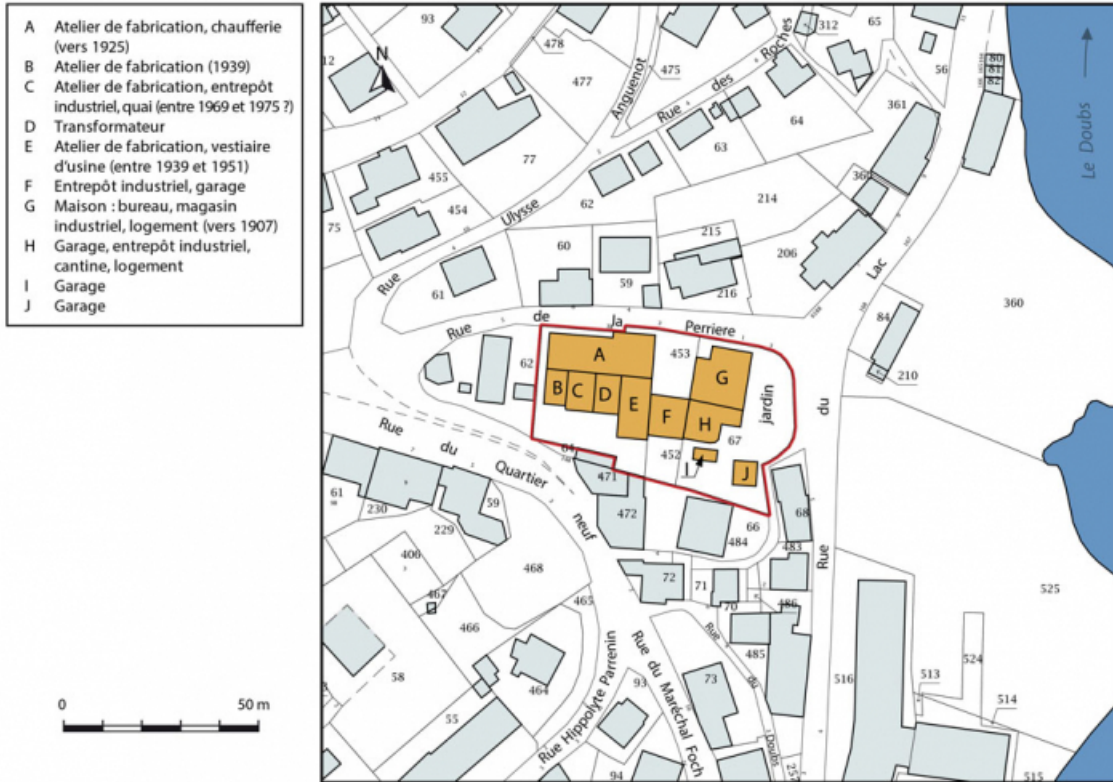 A Atelier de fabrication, chaufferie
(vers 1925)
B Atelier de fabrication (1939)
C Atelier de fabrication, entrepôt
industriel, quai (entre 1969 et 1975 ?)
D Transformateur
E Atelier de fabrication, vestiaire
d'usine (entre 1939 et 1951)
F Entrepôt industriel, garage
G Maison : bureau, magasin
industriel, logement (vers 1907)
H Garage, entrepôt industriel,
cantine, logement
I Garage
J Garage
0 50 m
N
93
478
477
475
312
65
56
80
81
82
Le Doubs
Anguenot
Rue des Roches
361
64
63
77
455
454
75
Rue Ulysse
62
214
215
206
216
60
59
61
Lac
360
84
210
Rue de la Perriere
62
A
B
C
D
E
F
G
H
I
J
453
452
67
jardin
du
Rue
Rue du Quartier neuf
471
472
61
230
229
59
406
468
467
466
465
464
58
55
66
484
68
483
72
71
70
486
485
73
Rue du Doubs
Rue du Maréchal Foch
Rue Hippolyte Parrenin
93
94
257
516
525
524
513
514
515